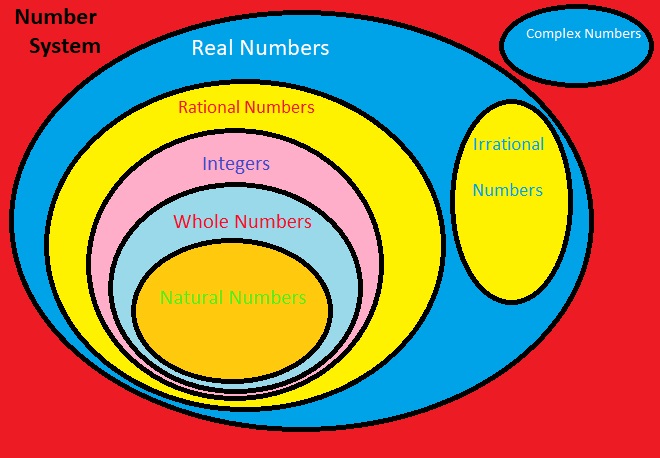 Number
System
Real Numbers
Complex Numbers
Rational Numbers
Irrational
Numbers
Integers
Whole Numbers
Natural Numbers